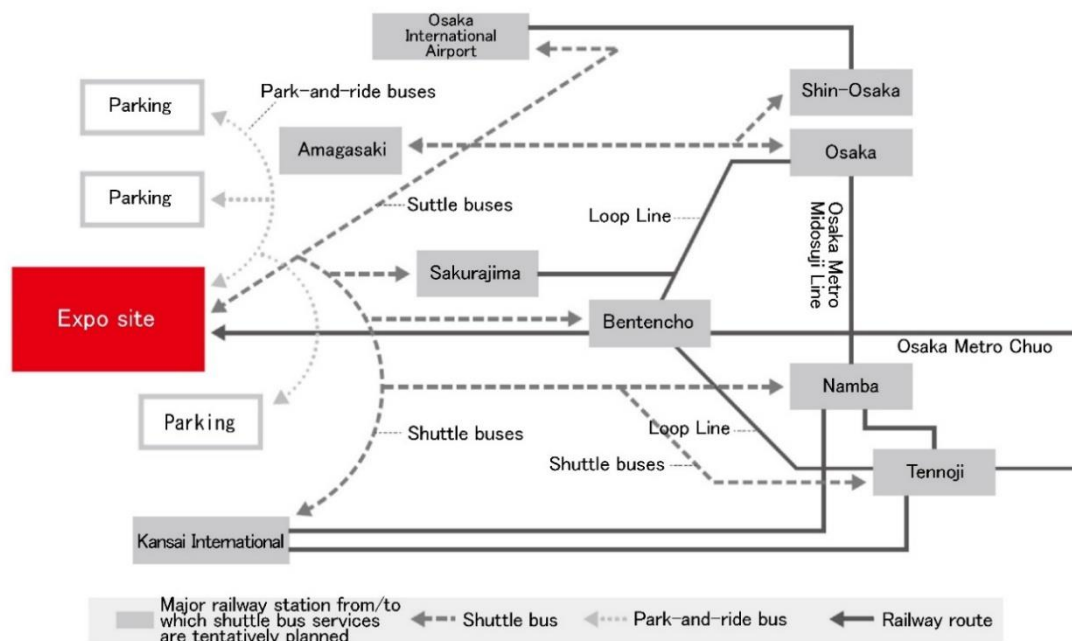 Osaka
International
Airport
Parking
Park-and-ride buses
Shin-Osaka
Amagasaki
Osaka
Parking
Suttle buses
Loop Line
Osaka Metro
Midosuji Line
Sakurajima
Expo site
Bentencho
Osaka Metro Chuo
Namba
Parking
Shuttle buses
Loop Line
Shuttle buses
Tennoji
Kansai International
Major railway station from/to
which shuttle bus services
are tentatively planned
Shuttle bus
Park-and-ride bus
Railway route